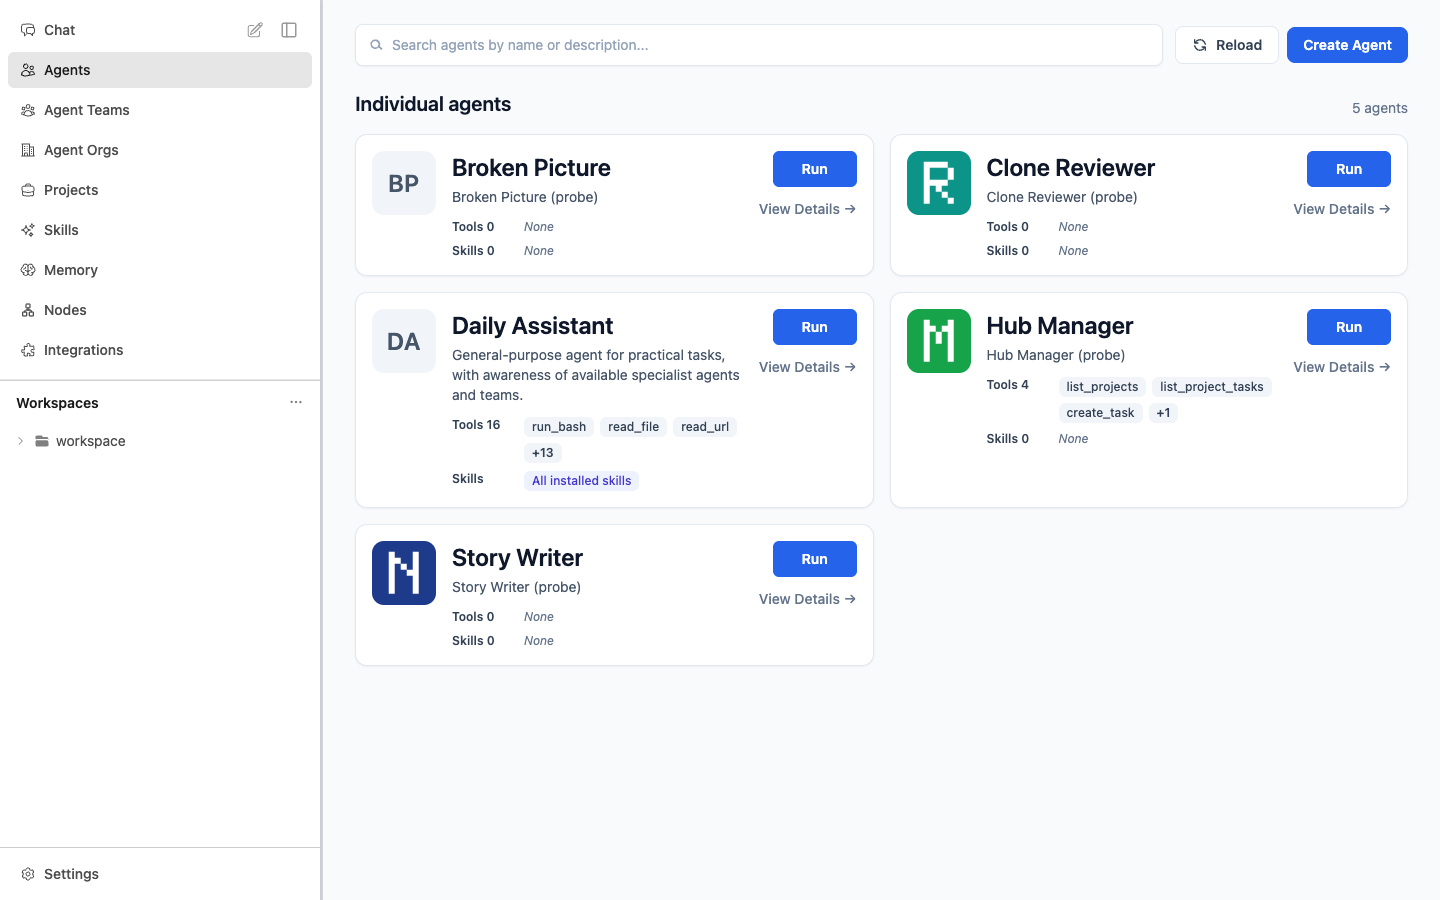 Chat
Agents
Agent Teams
Agent Orgs
Projects
Skills
Memory
Nodes
Integrations
Workspaces
workspace
Settings
Search agents by name or description...
Reload
Create Agent
Individual agents
5 agents
BP
Broken Picture
Broken Picture (probe)
Tools 0 None
Skills 0 None
Run
View Details →
R
Clone Reviewer
Clone Reviewer (probe)
Tools 0 None
Skills 0 None
Run
View Details →
DA
Daily Assistant
General-purpose agent for practical tasks,
with awareness of available specialist agents
and teams.
Tools 16 run_bash read_file read_url
+13
Skills All installed skills
Run
View Details →
M
Hub Manager
Hub Manager (probe)
Tools 4 list_projects list_project_tasks
create_task +1
Skills 0 None
Run
View Details →
N
Story Writer
Story Writer (probe)
Tools 0 None
Skills 0 None
Run
View Details →